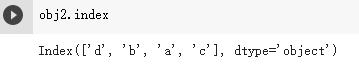 obj2.index
Index(['d', 'b', 'a', 'c'], dtype='object')